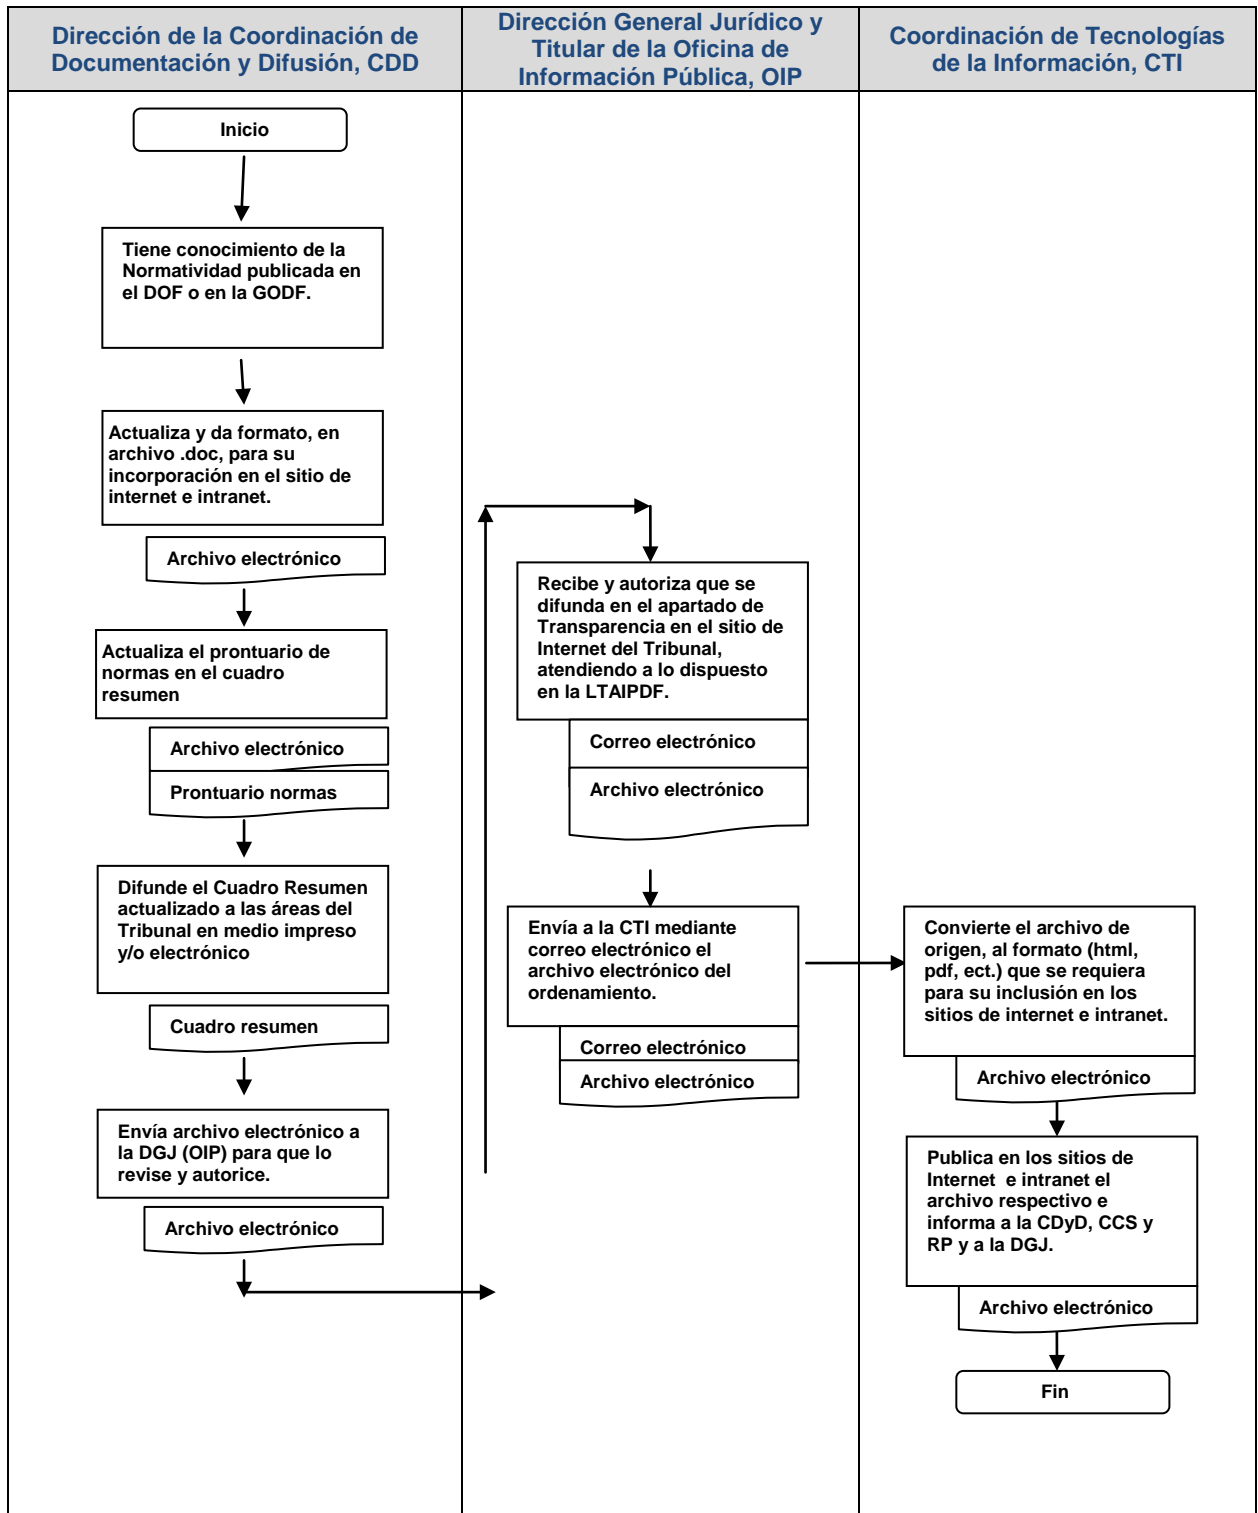 Dirección de la Coordinación de
Documentación y Difusión, CDD
Dirección General Jurídico y
Titular de la Oficina de
Información Pública, OIP
Coordinación de Tecnologías
de la Información, CTI
Inicio
Tiene conocimiento de la
Normatividad publicada en
el DOF o en la GODF.
Actualiza y da formato, en
archivo .doc, para su
incorporación en el sitio de
internet e intranet.
Archivo electrónico
Actualiza el prontuario de
normas en el cuadro
resumen
Archivo electrónico
Prontuario normas
Difunde el Cuadro Resumen
actualizado a las áreas del
Tribunal en medio impreso
y/o electrónico
Cuadro resumen
Envía archivo electrónico a
la DGJ (OIP) para que lo
revise y autorice.
Archivo electrónico
Recibe y autoriza que se
difunda en el apartado de
Transparencia en el sitio de
Internet del Tribunal,
atendiendo a lo dispuesto
en la LTAIPDF.
Correo electrónico
Archivo electrónico
Envía a la CTI mediante
correo electrónico el
archivo electrónico del
ordenamiento.
Correo electrónico
Archivo electrónico
Convierte el archivo de
origen, al formato (html,
pdf, ect.) que se requiera
para su inclusión en los
sitios de internet e intranet.
Archivo electrónico
Publica en los sitios de
Internet e intranet el
archivo respectivo e
informa a la CDyD, CCS y
RP y a la DGJ.
Archivo electrónico
Fin